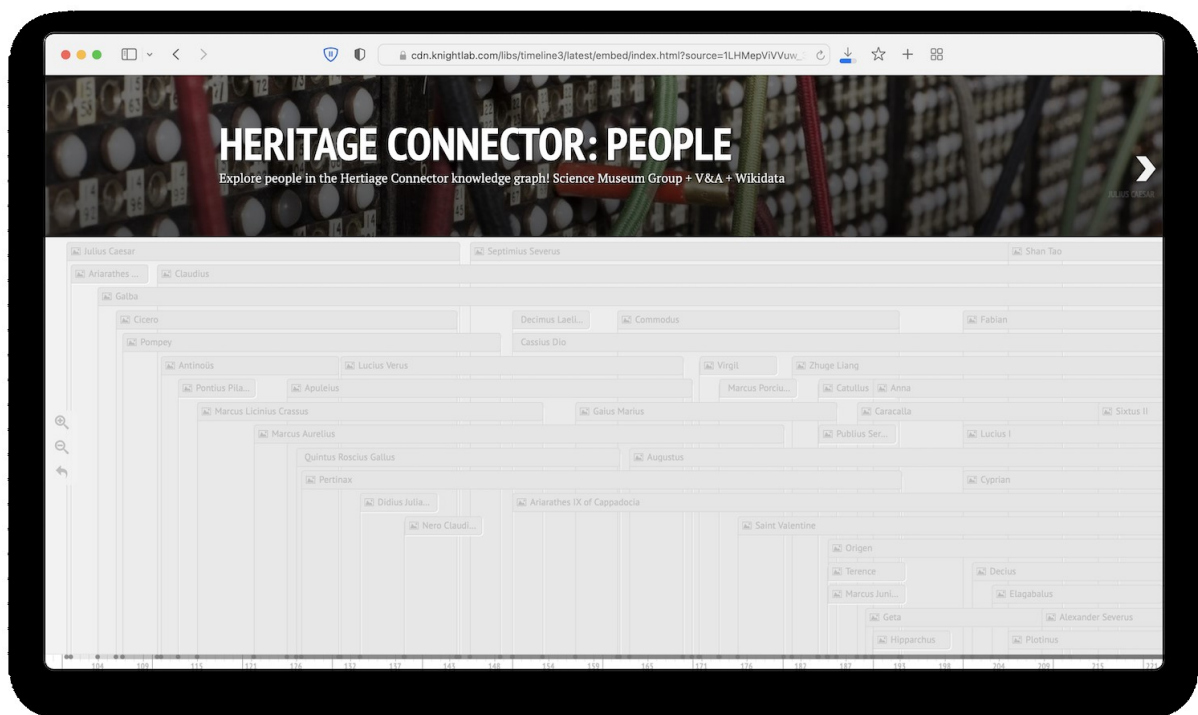 cdn.knightlab.com/libs/timeline3/latest/embed/index.html?source=1LHMepViVVuw_
HERITAGE CONNECTOR: PEOPLE
Explore people in the Hertiage Connector knowledge graph! Science Museum Group + V&A + Wikidata
JULIUS CAESAR
Julius Caesar Septimius Severus Shan Tao
Ariarathes ... Claudius
Galba
Cicero Decimus Laeli... Commodus Fabian
Pompey Cassius Dio
Antinoüs Lucius Verus Virgil Zhuge Liang
Pontius Pila... Apuleius Marcus Porciu... Catullus Anna
Marcus Licinius Crassus Gaius Marius Caracalla Sixtus II
Marcus Aurelius Publius Ser... Lucius I
Quintus Roscius Gallus Augustus
Pertinax Cyprian
Didius Julia... Ariarathes IX of Cappadocia
Nero Claudi... Saint Valentine
Origen
Terence Decius
Marcus Juni... Elagabalus
Geta Alexander Severus
Hipparchus Plotinus
104 109 115 121 126 132 137 145 148 154 159 165 171 176 182 187 195 198 204 209 215 221